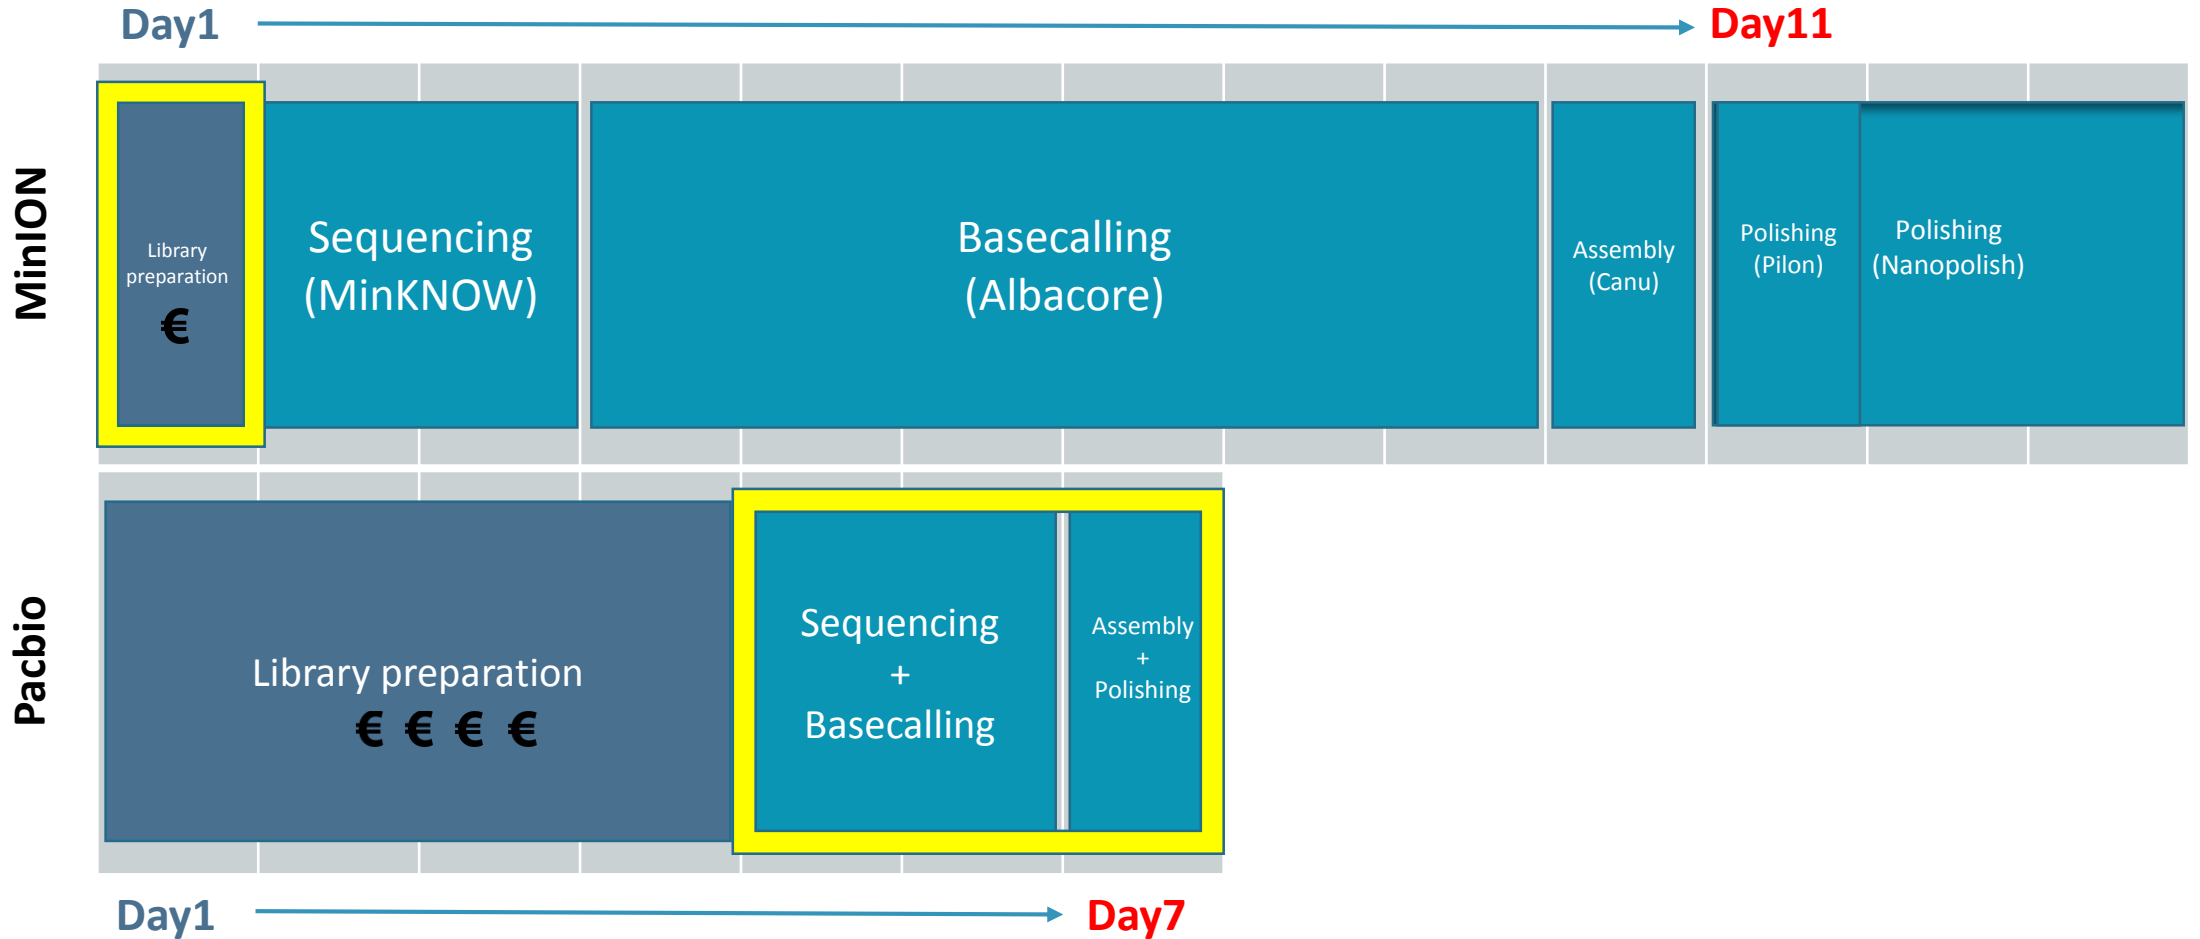 Day1
Day11
MinION
Library
preparation
€
Sequencing
(MinKNOW)
Basecalling
(Albacore)
Assembly
(Canu)
Polishing
(Pilon)
Polishing
(Nanopolish)
Pacbio
Library preparation
€ € € €
Sequencing
+
Basecalling
Assembly
+
Polishing
Day1
Day7